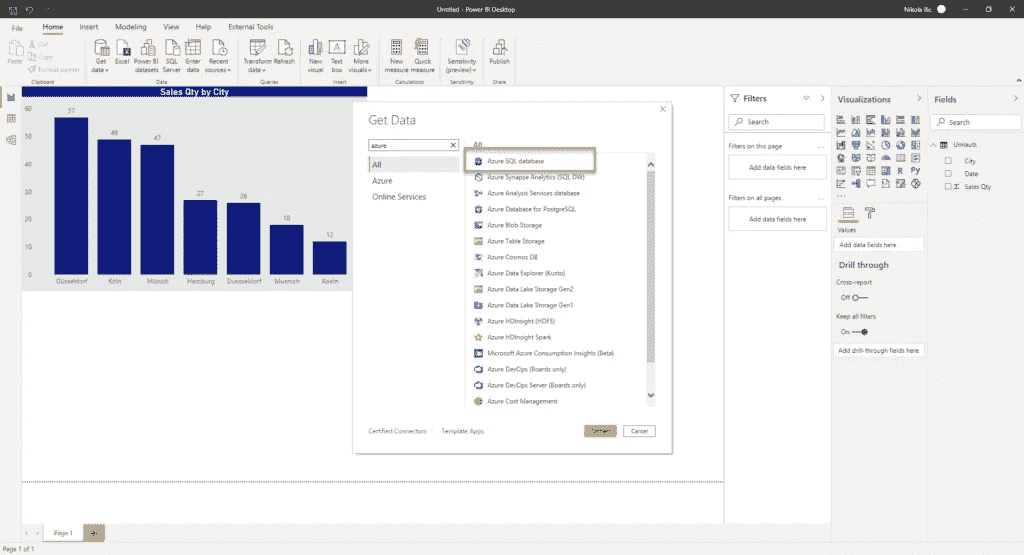 Untitled - Power BI Desktop
Nikola Ilic
File Home Insert Modeling View Help External Tools
Paste
Cut
Copy
Format painter
Get data
Excel
Power BI datasets
SQL Server
Enter data
Recent sources
Transform data
Refresh
New visual
Text box
More visuals
New measure
Quick measure
Sensitivity (preview)
Publish
Clipboard
Data
Queries
Insert
Calculations
Sensitivity
Share
Sales Qty by City
60
50
40
30
20
10
0
57
49
47
27
26
18
12
Düsseldorf
Köln
Münch
Hamburg
Duesseldorf
Muench
Koeln
Get Data
azure
All
Azure
Online Services
All
Azure SQL database
Azure Synapse Analytics (SQL DW)
Azure Analysis Services database
Azure Database for PostgreSQL
Azure Blob Storage
Azure Table Storage
Azure Cosmos DB
Azure Data Explorer (Kusto)
Azure Data Lake Storage Gen2
Azure Data Lake Storage Gen1
Azure HDInsight (HDFS)
Azure HDInsight Spark
Microsoft Azure Consumption Insights (Beta)
Azure DevOps (Boards only)
Azure DevOps Server (Boards only)
Azure Cost Management
Certified Connectors
Template Apps
Connect
Cancel
Filters
Search
Filters on this page
...
Add data fields here
Filters on all pages
...
Add data fields here
Visualizations
R Py
...
Values
Add data fields here
Drill through
Cross-report
Off
Keep all filters
On
Add drill-through fields here
Fields
Search
Umlauts
City
Date
Σ Sales Qty
Page 1
Page 1 of 1